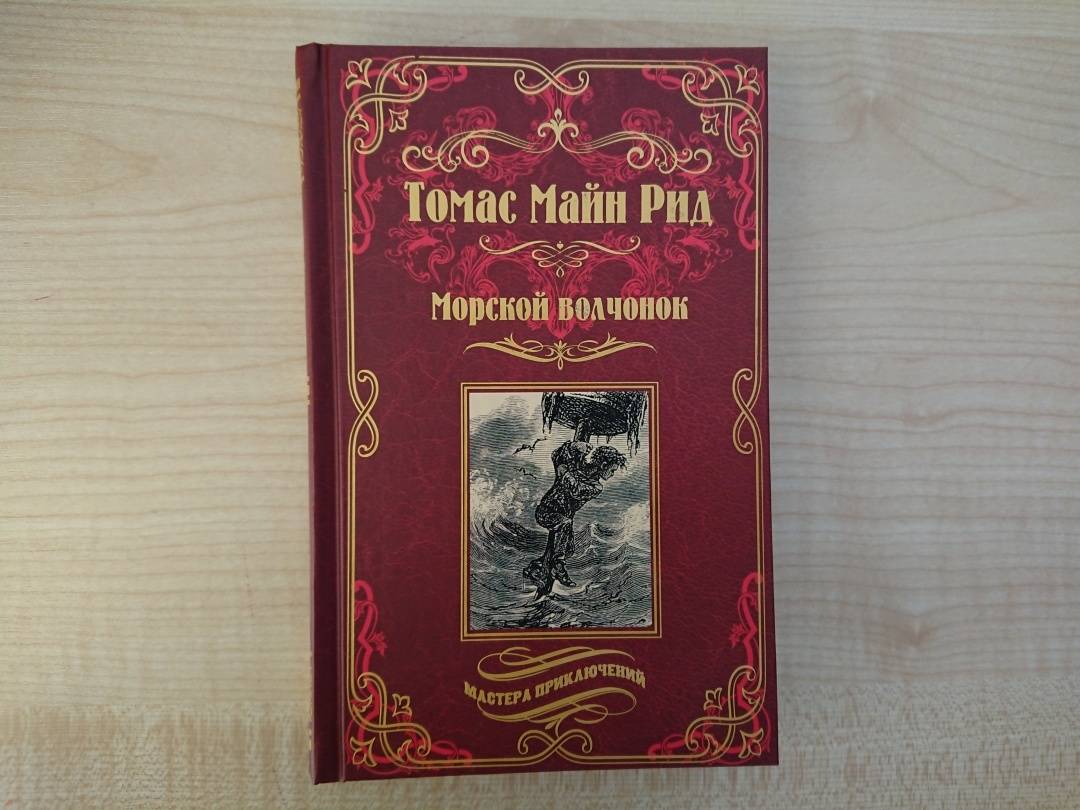 Томас Майн Рид
Морской волчонок
Мастера приключений